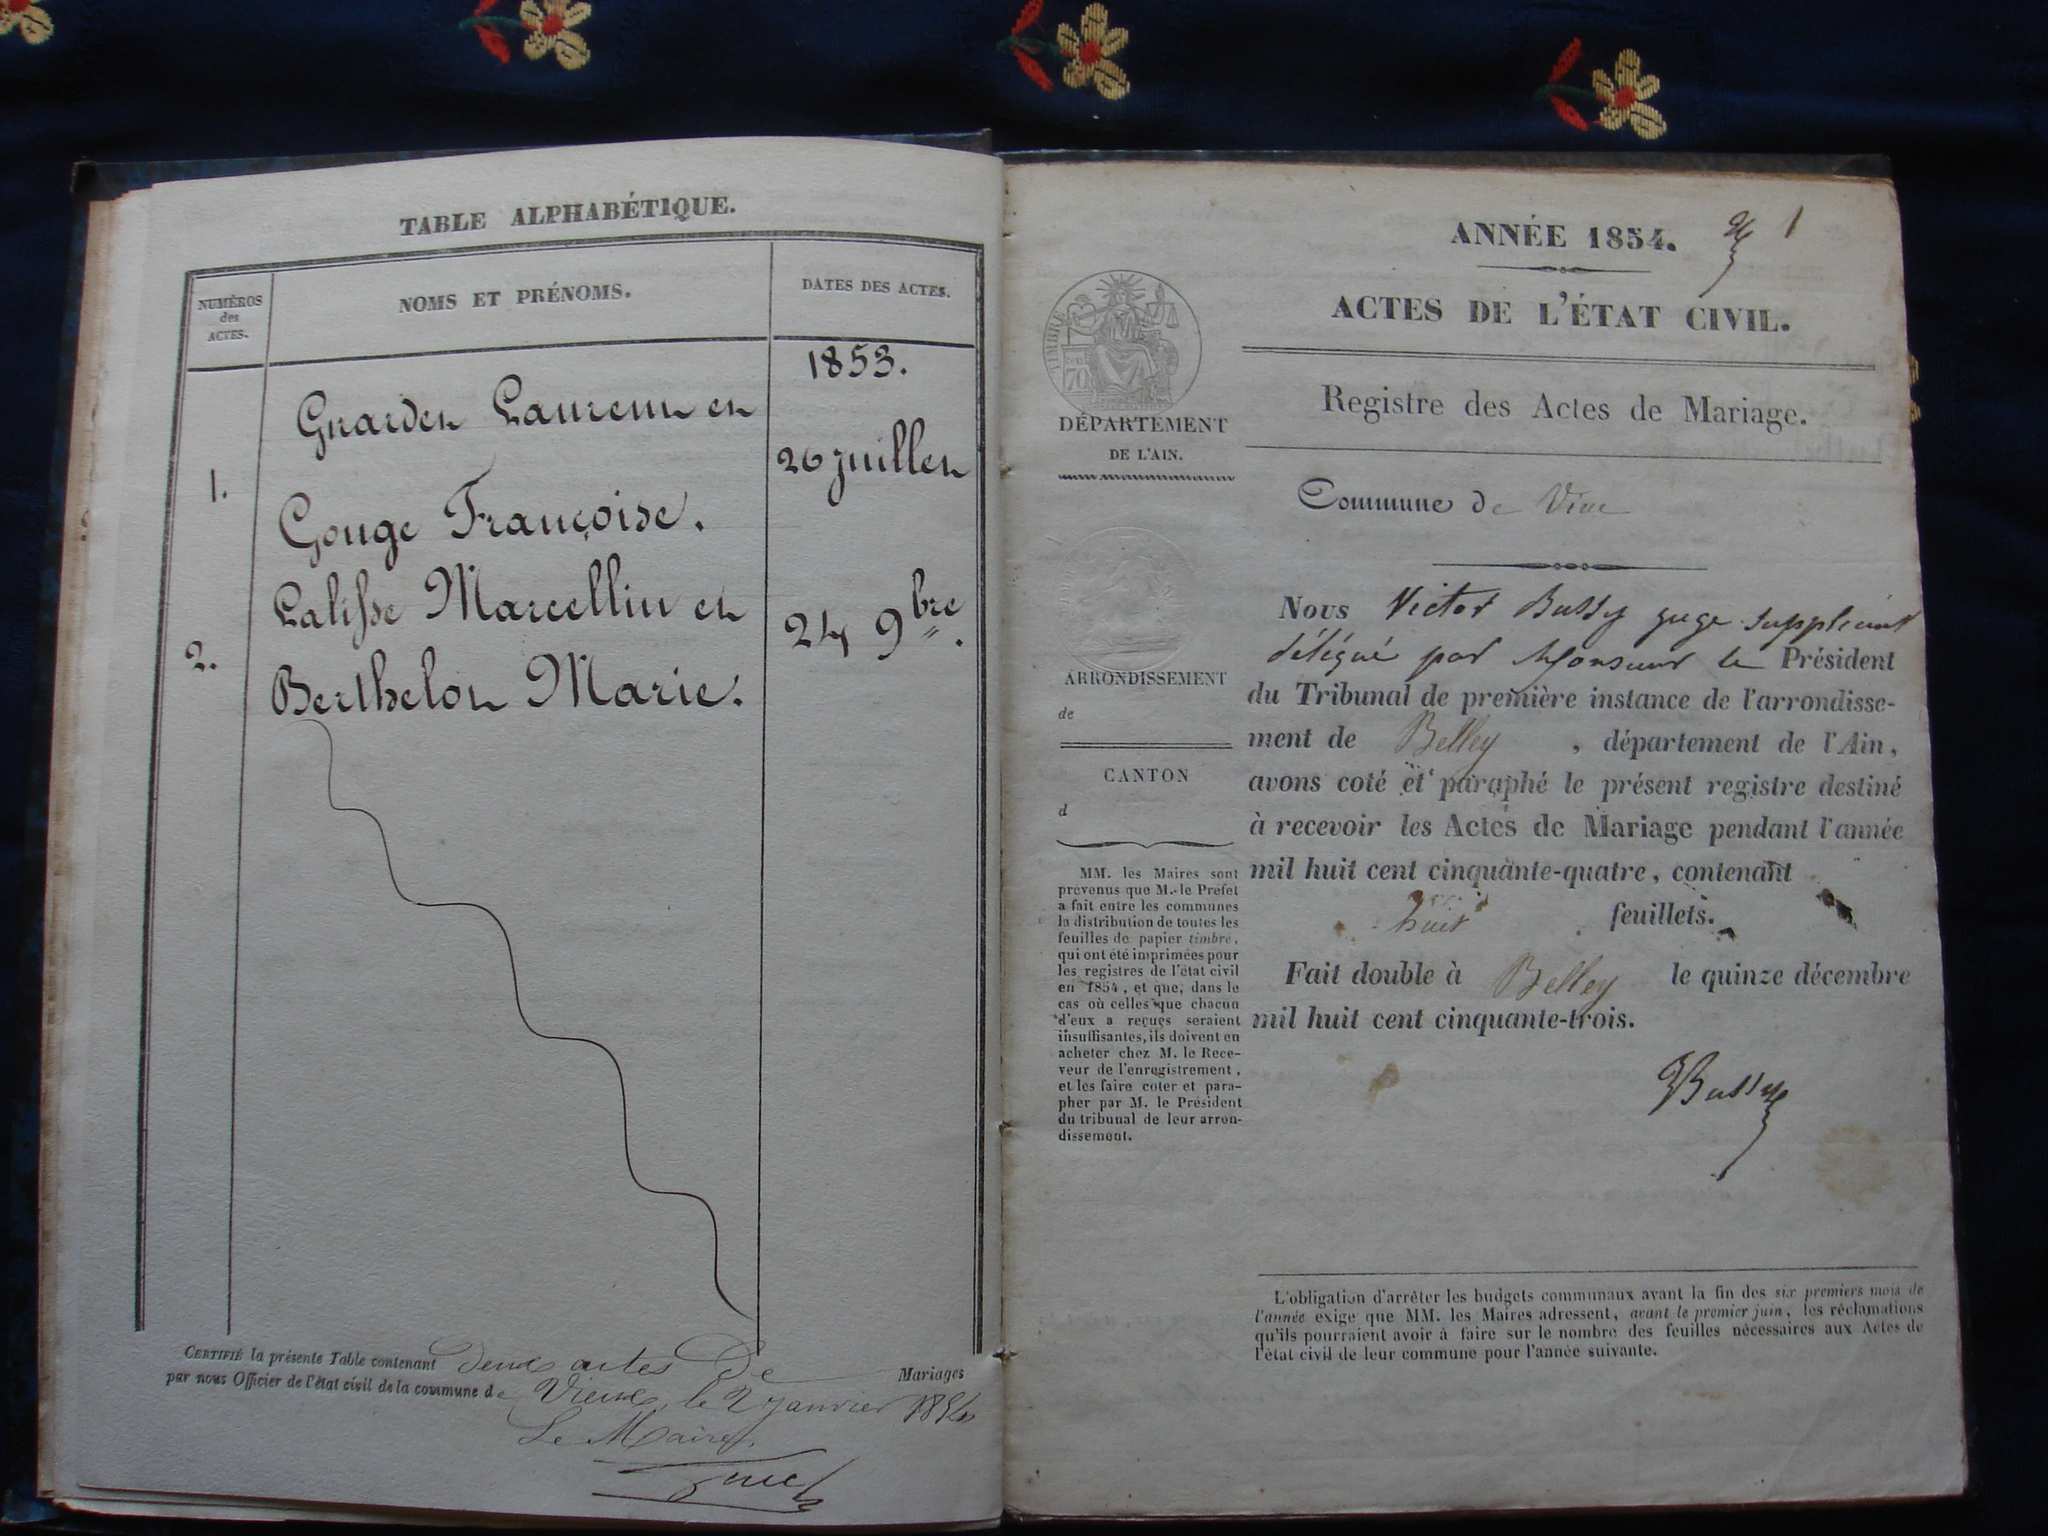 TABLE ALPHABÉTIQUE.
NUMÉROS
des
ACTES.
NOMS ET PRÉNOMS.
DATES DES ACTES.
1853.
Guardet Laurent et
26 juillet
1.
Gouge Françoise.
Lalisse Marcellin et
24 9bre.
2.
Berthelot Marie.
CERTIFIÉ la présente Table contenant deux actes de Mariages
par nous Officier de l'état civil de la commune de Vieux, le 2 janvier 1854
Le Maire,
ANNÉE 1854. 1
ACTES DE L'ÉTAT CIVIL.
Registre des Actes de Mariage.
TIMBRE
70
DÉPARTEMENT
DE L'AIN.
Commune de
ARRONDISSEMENT
de
CANTON
d
MM. les Maires sont
prévenus que M. le Préfet
a fait entre les communes
la distribution de toutes les
feuilles de papier timbré,
qui ont été imprimées pour
les registres de l'état civil
en 1854, et que, dans le
cas où celles que chacun
d'eux a reçues seraient
insuffisantes, ils doivent en
acheter chez M. le Rece-
veur de l'enregistrement,
et les faire coter et para-
pher par M. le Président
du tribunal de leur arron-
dissement.
Nous Victor Bussy juge suppléant
délégué par Monsieur le Président
du Tribunal de première instance de l'arrondisse-
ment de Belley, département de l'Ain,
avons coté et paraphé le présent registre destiné
à recevoir les Actes de Mariage pendant l'année
mil huit cent cinquante-quatre, contenant
huit feuillets.
Fait double à Belley le quinze décembre
mil huit cent cinquante-trois.
Bussy
L'obligation d'arrêter les budgets communaux avant la fin des six premiers mois de
l'année exige que MM. les Maires adressent, avant le premier juin, les réclamations
qu'ils pourraient avoir à faire sur le nombre des feuilles nécessaires aux Actes de
l'état civil de leur commune pour l'année suivante.